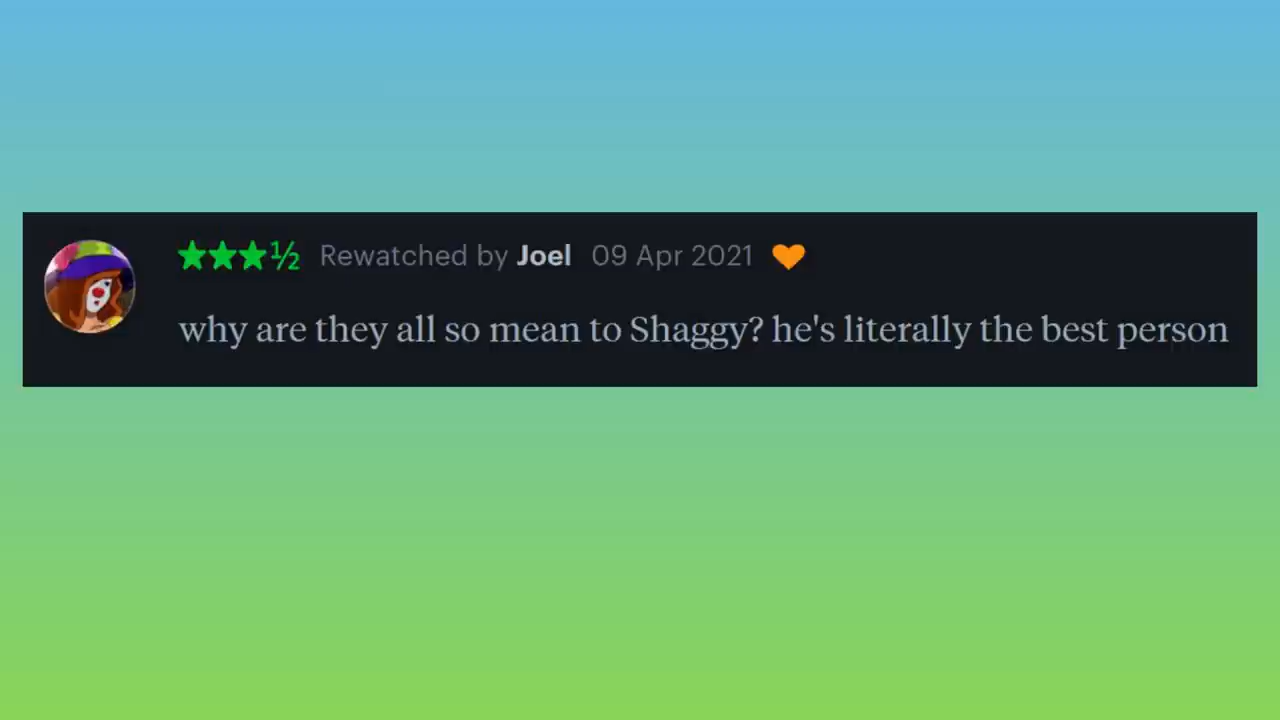 ★★★½ Rewatched by Joel 09 Apr 2021 🧡
why are they all so mean to Shaggy? he's literally the best person